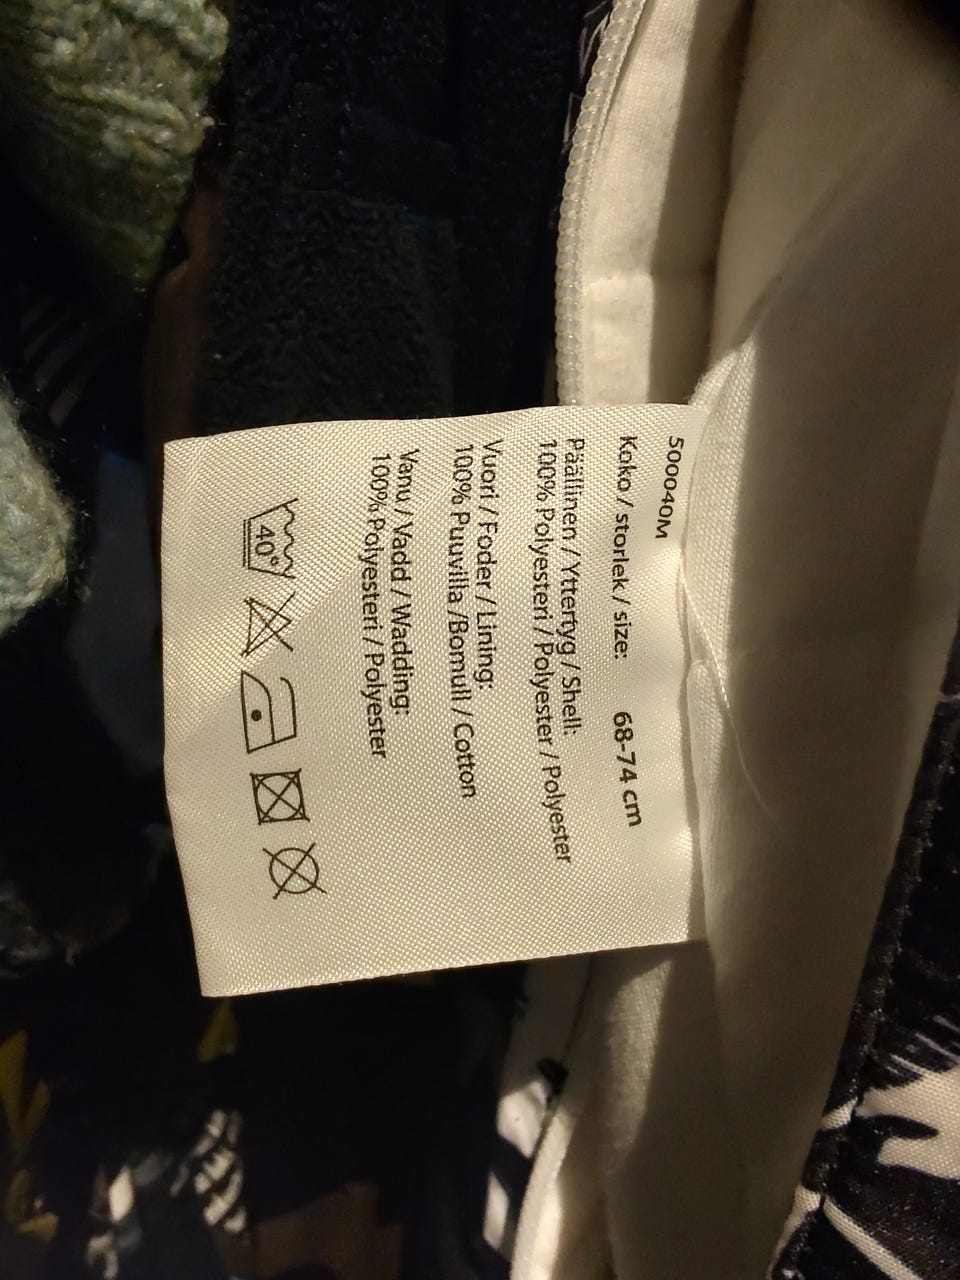 500040M
Koko / storlek / size: 68-74 cm
Päällinen / Yttertyg / Shell:
100% Polyesteri / Polyester / Polyester
Vuori / Foder / Lining:
100% Puuvilla /Bomull / Cotton
Vanu / Vadd / Wadding:
100% Polyesteri / Polyester
40°